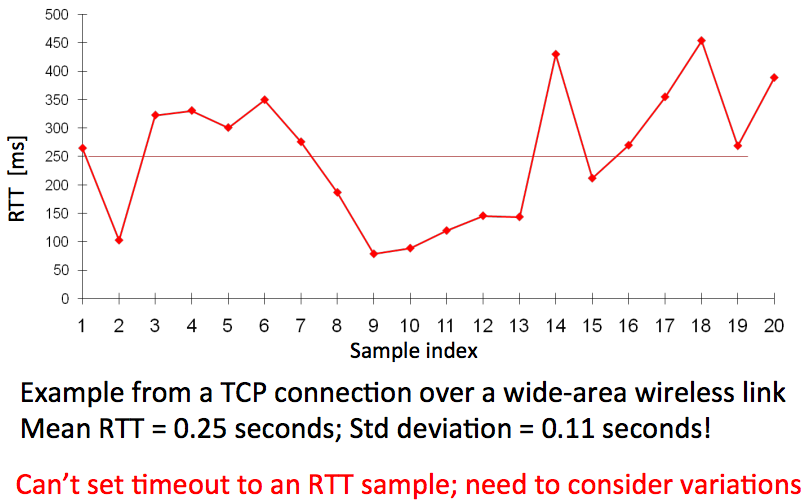 500
450
400
350
300
250
200
150
100
50
0
RTT [ms]
1 2 3 4 5 6 7 8 9 10 11 12 13 14 15 16 17 18 19 20
Sample index
Example from a TCP connection over a wide-area wireless link
Mean RTT = 0.25 seconds; Std deviation = 0.11 seconds!
Can't set timeout to an RTT sample; need to consider variations